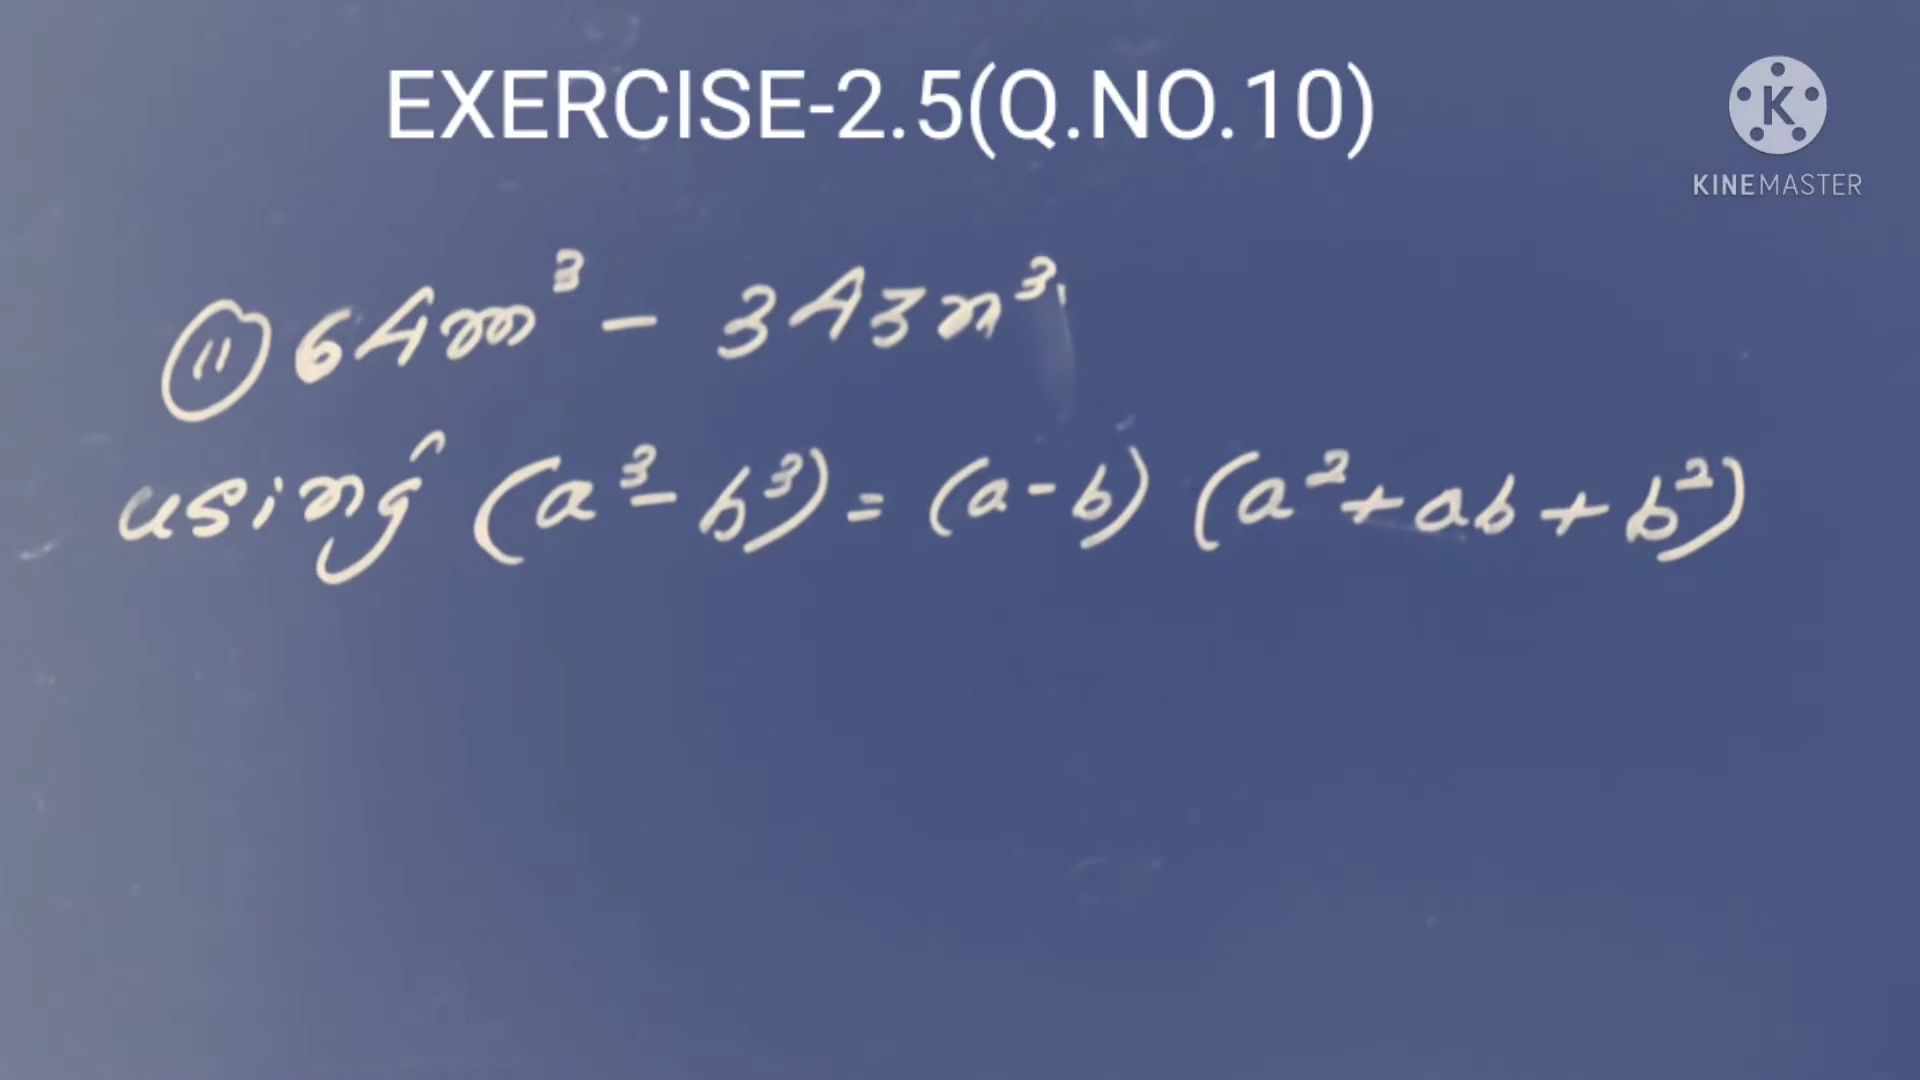 EXERCISE-2.5(Q.NO.10)
KINEMASTER
(ii) 64m³ - 343n³
using (a³ - b³) = (a - b) (a² + ab + b²)